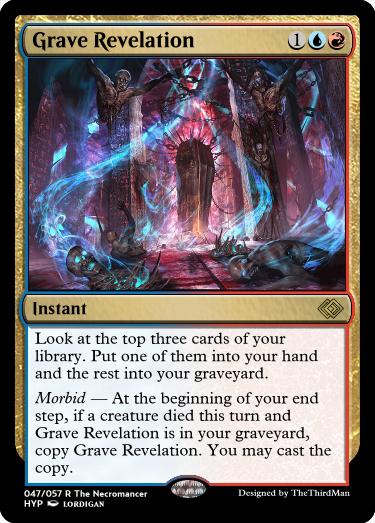 Grave Revelation 1
Instant
Look at the top three cards of your
library. Put one of them into your hand
and the rest into your graveyard.
Morbid — At the beginning of your end
step, if a creature died this turn and
Grave Revelation is in your graveyard,
copy Grave Revelation. You may cast the
copy.
047/057 R The Necromancer
HYP LORDIGAN
Designed by TheThirdMan